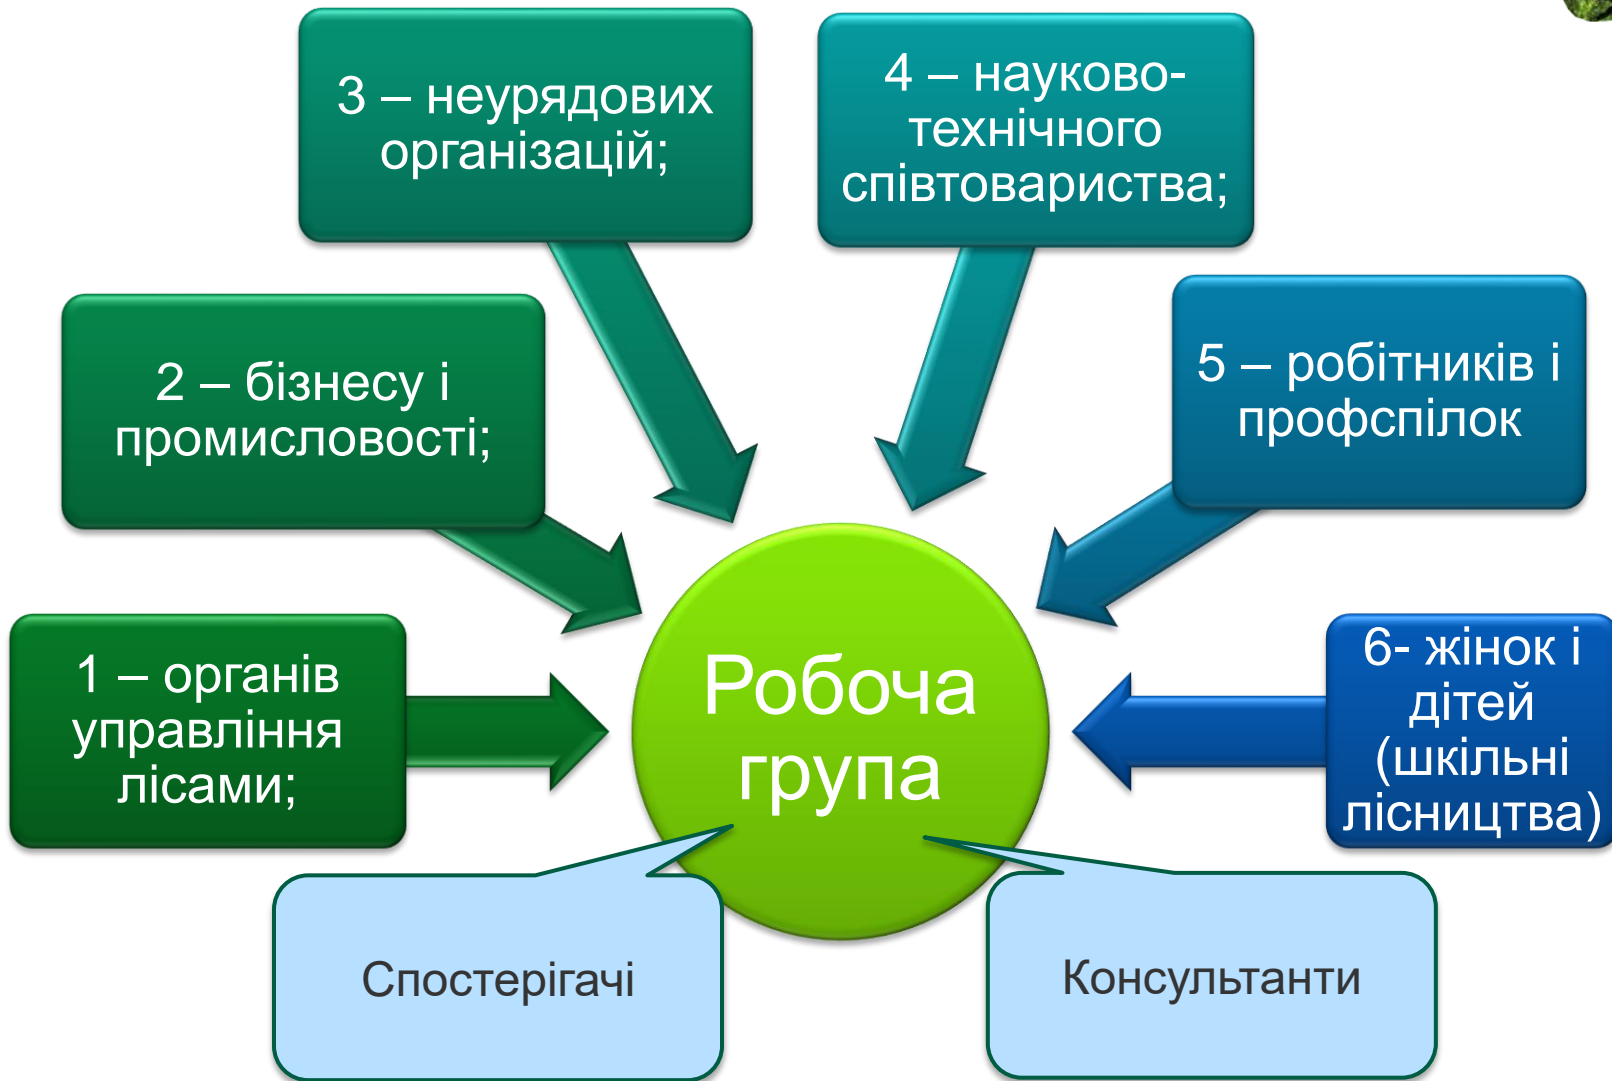 3 – неурядових
організацій;
4 – науково-
технічного
співтовариства;
2 – бізнесу і
промисловості;
5 – робітників і
профспілок
1 – органів
управління
лісами;
Робоча
група
6- жінок і
дітей
(шкільні
лісництва)
Спостерігачі
Консультанти